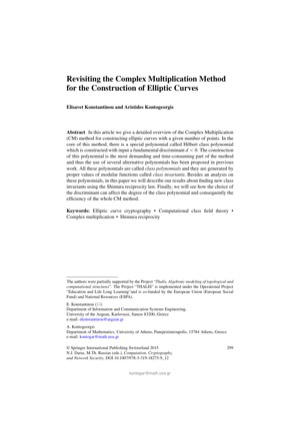 Revisiting the Complex Multiplication Method
for the Construction of Elliptic Curves
Elisavet Konstantinou and Aristides Kontogeorgis
Abstract In this article we give a detailed overview of the Complex Multiplication
(CM) method for constructing elliptic curves with a given number of points. In the
core of this method, there is a special polynomial called Hilbert class polynomial
which is constructed with input a fundamental discriminant d < 0. The construction
of this polynomial is the most demanding and time-consuming part of the method
and thus the use of several alternative polynomials has been proposed in previous
work. All these polynomials are called class polynomials and they are generated by
proper values of modular functions called class invariants. Besides an analysis on
these polynomials, in this paper we will describe our results about finding new class
invariants using the Shimura reciprocity law. Finally, we will see how the choice of
the discriminant can affect the degree of the class polynomial and consequently the
efficiency of the whole CM method.
Keywords: Elliptic curve cryptography • Computational class field theory •
Complex multiplication • Shimura reciprocity
The authors were partially supported by the Project "Thalis, Algebraic modeling of topological and
computational structures". The Project "THALIS" is implemented under the Operational Project
"Education and Life Long Learning" and is co-funded by the European Union (European Social
Fund) and National Resources (ESPA).
E. Konstantinou
Department of Information and Communication Systems Engineering,
University of the Aegean, Karlovassi, Samos 83200, Greece
e-mail: ekonstantinou@aegean.gr
A. Kontogeorgis
Department of Mathematics, University of Athens, Panepistimioupolis, 15784 Athens, Greece
e-mail: kontogar@math.uoa.gr
© Springer International Publishing Switzerland 2015
N.J. Daras, M.Th. Rassias (eds.), Computation, Cryptography,
and Network Security, DOI 10.1007/978-3-319-18275-9_12
kontogar@math.uoa.gr